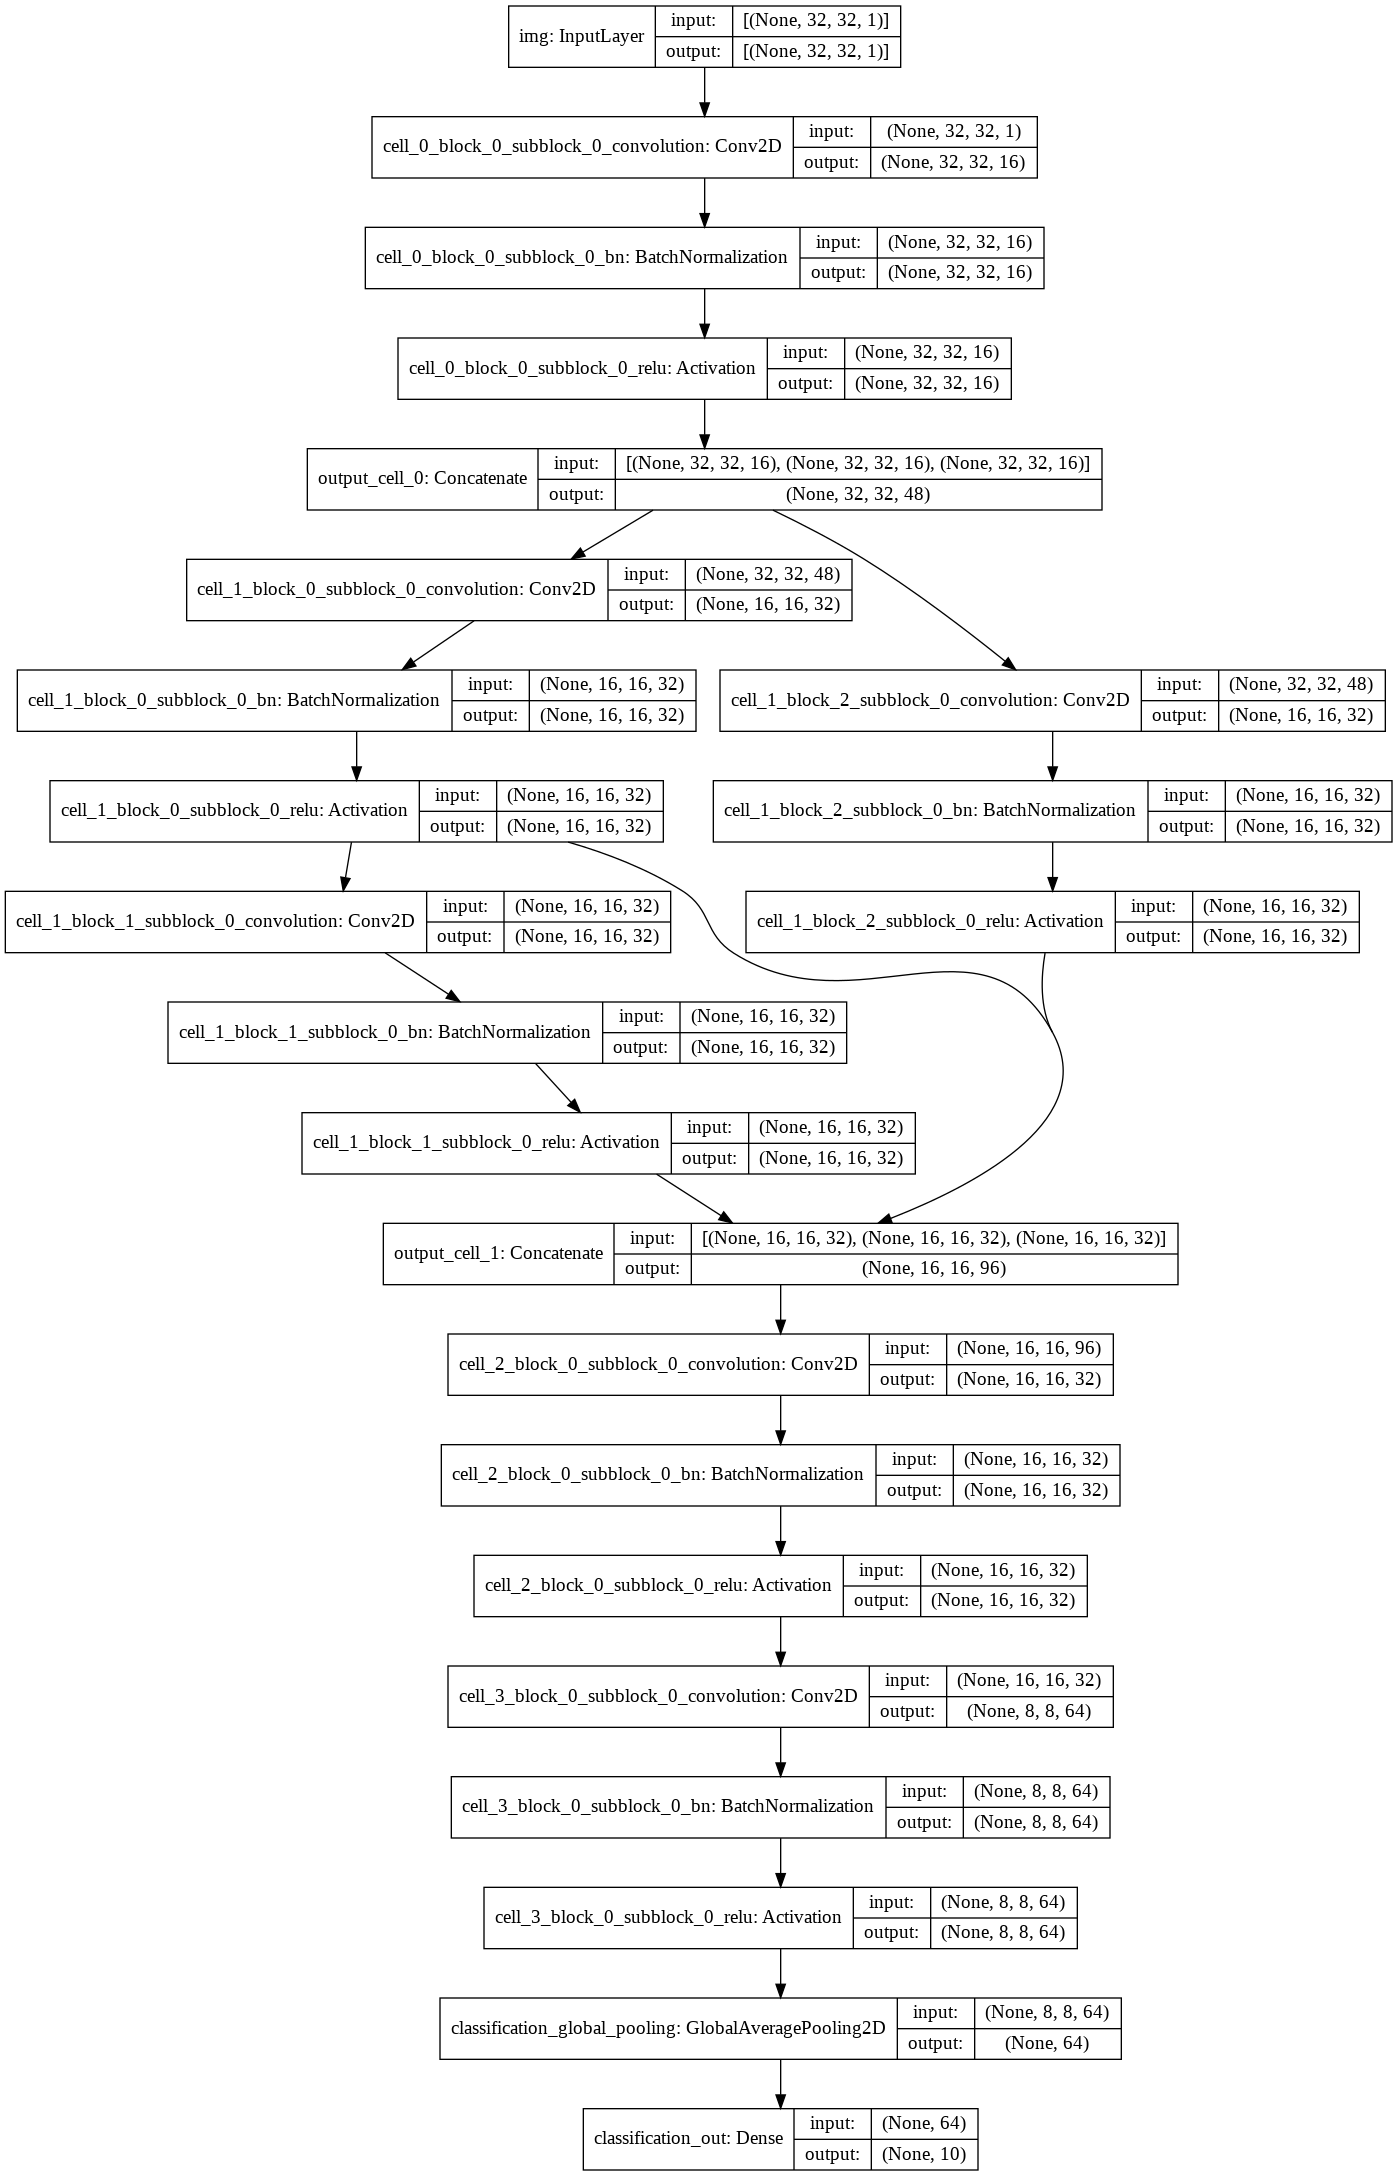 img: InputLayer
input:
[(None, 32, 32, 1)]
output:
[(None, 32, 32, 1)]
cell_0_block_0_subblock_0_convolution: Conv2D
input:
(None, 32, 32, 1)
output:
(None, 32, 32, 16)
cell_0_block_0_subblock_0_bn: BatchNormalization
input:
(None, 32, 32, 16)
output:
(None, 32, 32, 16)
cell_0_block_0_subblock_0_relu: Activation
input:
(None, 32, 32, 16)
output:
(None, 32, 32, 16)
output_cell_0: Concatenate
input:
[(None, 32, 32, 16), (None, 32, 32, 16), (None, 32, 32, 16)]
output:
(None, 32, 32, 48)
cell_1_block_0_subblock_0_convolution: Conv2D
input:
(None, 32, 32, 48)
output:
(None, 16, 16, 32)
cell_1_block_0_subblock_0_bn: BatchNormalization
input:
(None, 16, 16, 32)
output:
(None, 16, 16, 32)
cell_1_block_2_subblock_0_convolution: Conv2D
input:
(None, 32, 32, 48)
output:
(None, 16, 16, 32)
cell_1_block_0_subblock_0_relu: Activation
input:
(None, 16, 16, 32)
output:
(None, 16, 16, 32)
cell_1_block_2_subblock_0_bn: BatchNormalization
input:
(None, 16, 16, 32)
output:
(None, 16, 16, 32)
cell_1_block_1_subblock_0_convolution: Conv2D
input:
(None, 16, 16, 32)
output:
(None, 16, 16, 32)
cell_1_block_2_subblock_0_relu: Activation
input:
(None, 16, 16, 32)
output:
(None, 16, 16, 32)
cell_1_block_1_subblock_0_bn: BatchNormalization
input:
(None, 16, 16, 32)
output:
(None, 16, 16, 32)
cell_1_block_1_subblock_0_relu: Activation
input:
(None, 16, 16, 32)
output:
(None, 16, 16, 32)
output_cell_1: Concatenate
input:
[(None, 16, 16, 32), (None, 16, 16, 32), (None, 16, 16, 32)]
output:
(None, 16, 16, 96)
cell_2_block_0_subblock_0_convolution: Conv2D
input:
(None, 16, 16, 96)
output:
(None, 16, 16, 32)
cell_2_block_0_subblock_0_bn: BatchNormalization
input:
(None, 16, 16, 32)
output:
(None, 16, 16, 32)
cell_2_block_0_subblock_0_relu: Activation
input:
(None, 16, 16, 32)
output:
(None, 16, 16, 32)
cell_3_block_0_subblock_0_convolution: Conv2D
input:
(None, 16, 16, 32)
output:
(None, 8, 8, 64)
cell_3_block_0_subblock_0_bn: BatchNormalization
input:
(None, 8, 8, 64)
output:
(None, 8, 8, 64)
cell_3_block_0_subblock_0_relu: Activation
input:
(None, 8, 8, 64)
output:
(None, 8, 8, 64)
classification_global_pooling: GlobalAveragePooling2D
input:
(None, 8, 8, 64)
output:
(None, 64)
classification_out: Dense
input:
(None, 64)
output:
(None, 10)